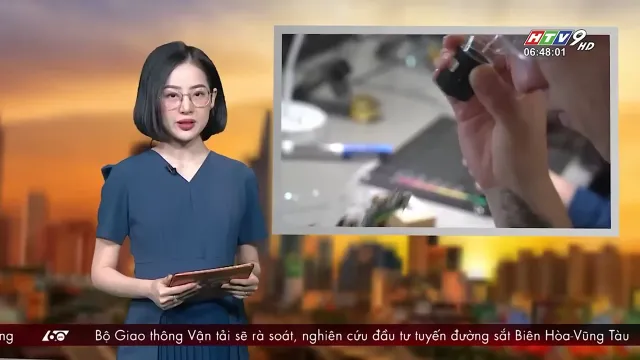 HTV9 HD
06:48:01
ng 60 Bộ Giao thông Vận tải sẽ rà soát, nghiên cứu đầu tư tuyến đường sắt Biên Hòa-Vũng Tàu